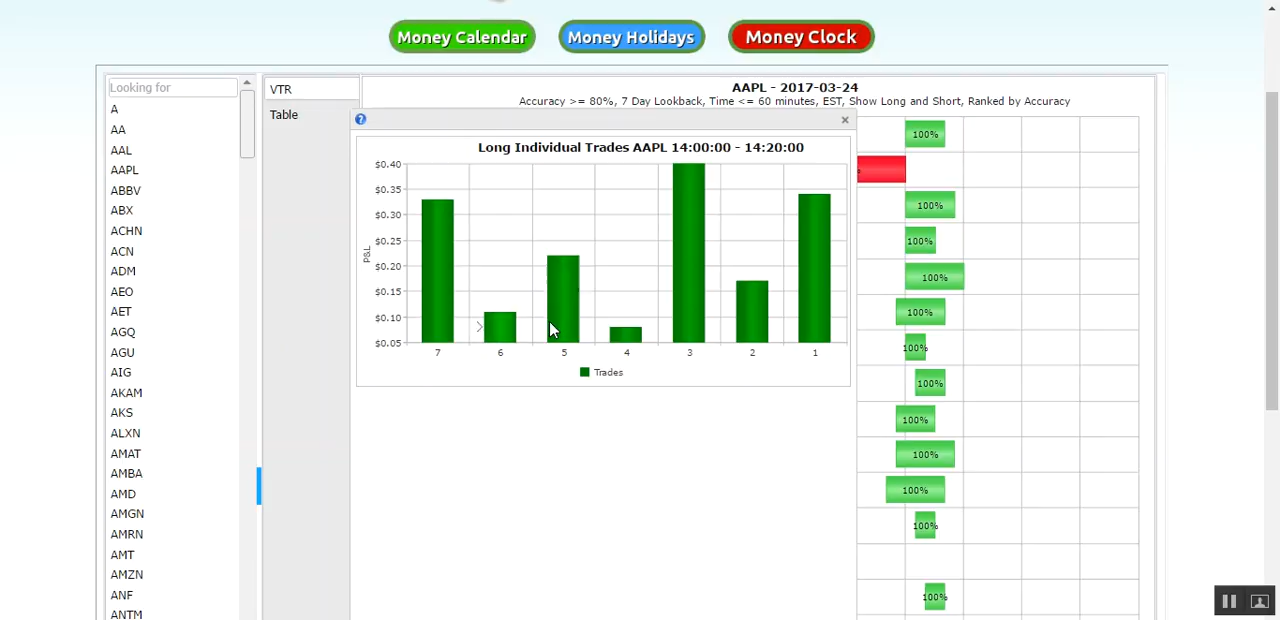 Money Calendar
Money Holidays
Money Clock
Looking for
A
AA
AAL
AAPL
ABBV
ABX
ACHN
ACN
ADM
AEO
AET
AGQ
AGU
AIG
AKAM
AKS
ALXN
AMAT
AMBA
AMD
AMGN
AMRN
AMT
AMZN
ANF
ANTM
VTR
Table
AAPL - 2017-03-24
Accuracy >= 80%, 7 Day Lookback, Time <= 60 minutes, EST, Show Long and Short, Ranked by Accuracy
Long Individual Trades AAPL 14:00:00 - 14:20:00
P&L
$0.40
$0.35
$0.30
$0.25
$0.20
$0.15
$0.10
$0.05
7 6 5 4 3 2 1
Trades
100%
100%
100%
100%
100%
100%
100%
100%
100%
100%
100%
100%